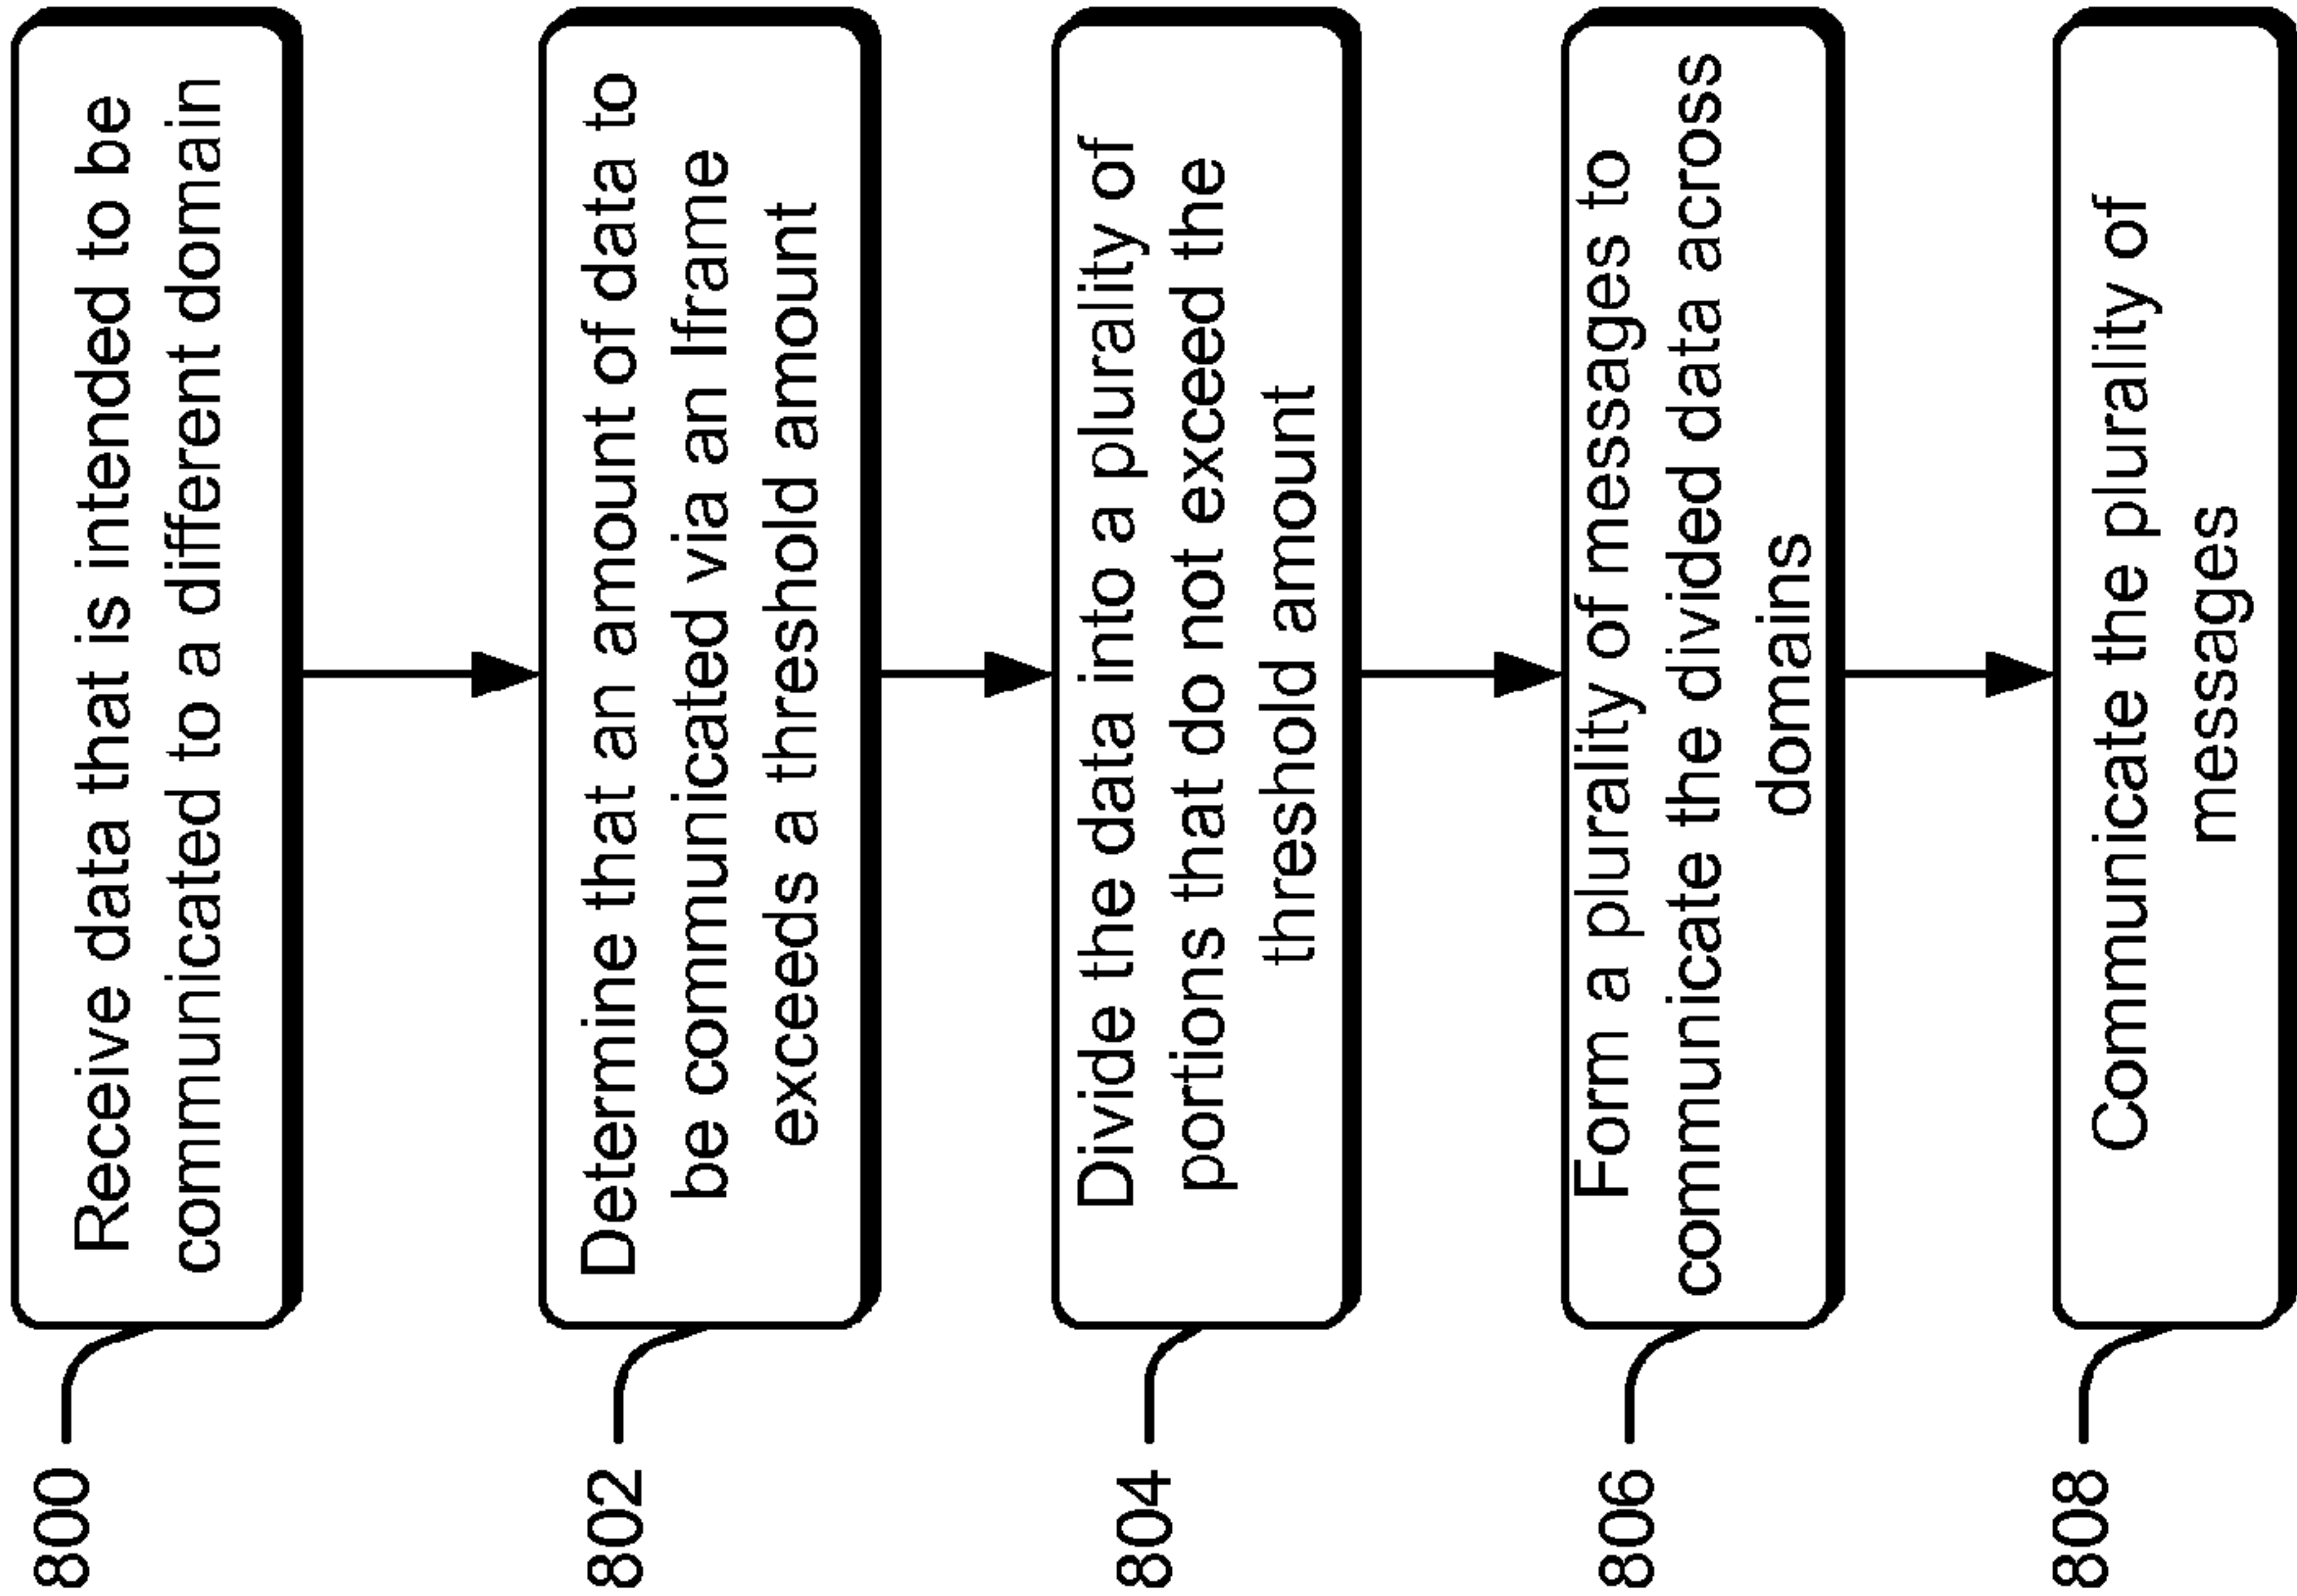 800
Receive data that is intended to be
communicated to a different domain
802
Determine that an amount of data to
be communicated via an Iframe
exceeds a threshold amount
804
Divide the data into a plurality of
portions that do not exceed the
threshold amount
806
Form a plurality of messages to
communicate the divided data across
domains
808
Communicate the plurality of
messages